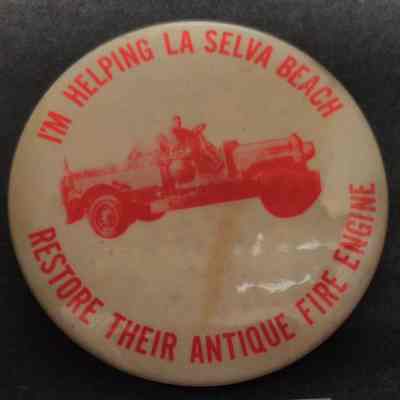 I'M HELPING LA SELVA BEACH
RESTORE THEIR ANTIQUE FIRE ENGINE